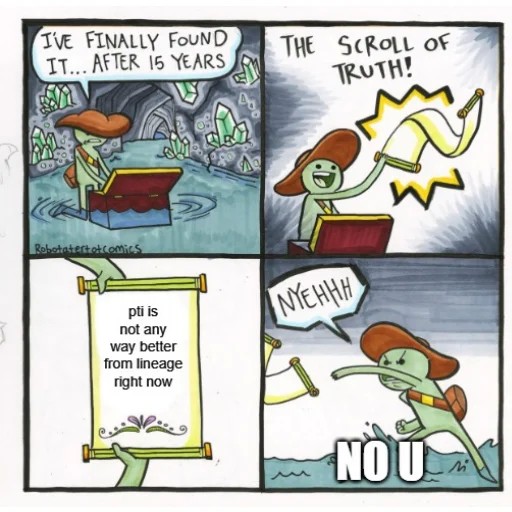 I'VE FINALLY FOUND
IT... AFTER 15 YEARS
THE SCROLL OF
TRUTH!
Robotatertotcomics
pti is
not any
way better
from lineage
right now
NYEHHH
NO U